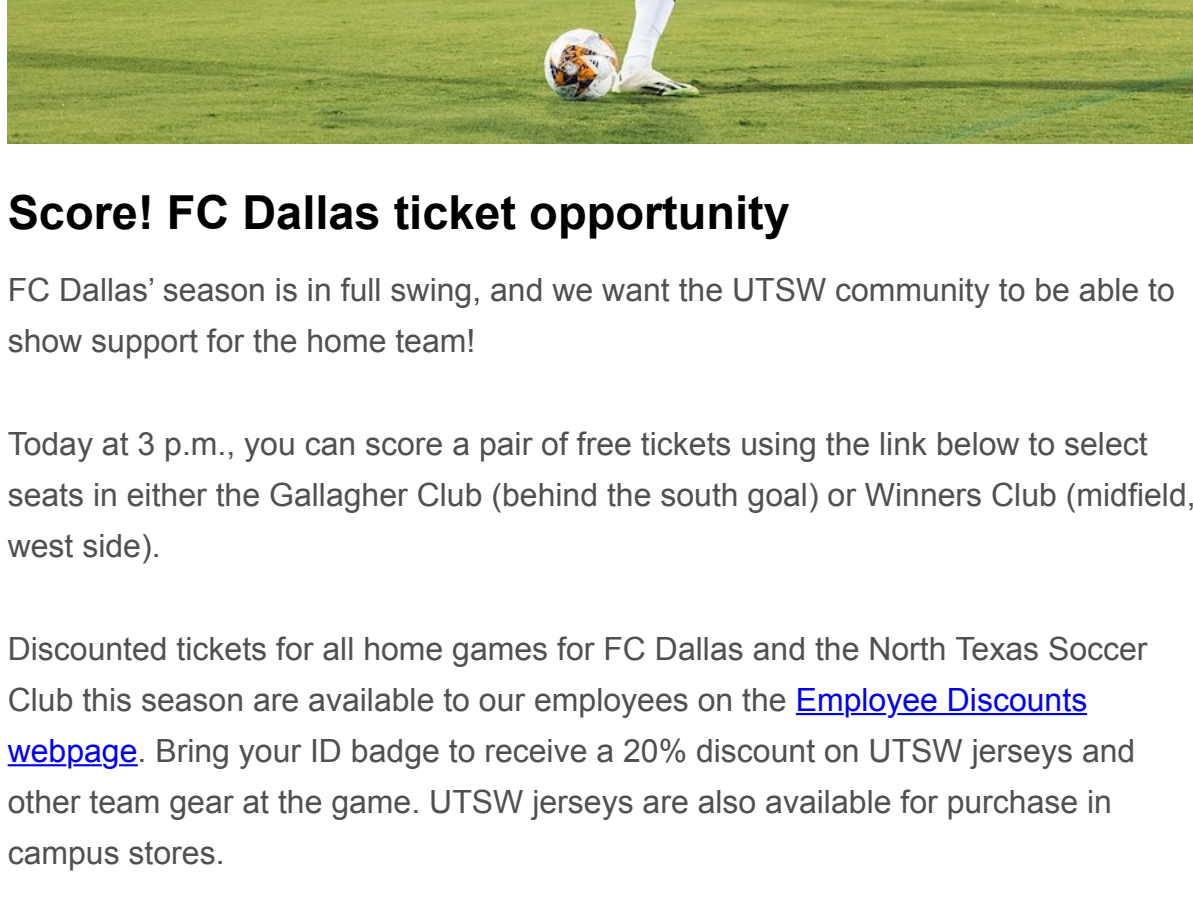 Score! FC Dallas ticket opportunity
FC Dallas’ season is in full swing, and we want the UTSW community to be able to
show support for the home team!
Today at 3 p.m., you can score a pair of free tickets using the link below to select
seats in either the Gallagher Club (behind the south goal) or Winners Club (midfield,
west side).
Discounted tickets for all home games for FC Dallas and the North Texas Soccer
Club this season are available to our employees on the Employee Discounts
webpage. Bring your ID badge to receive a 20% discount on UTSW jerseys and
other team gear at the game. UTSW jerseys are also available for purchase in
campus stores.